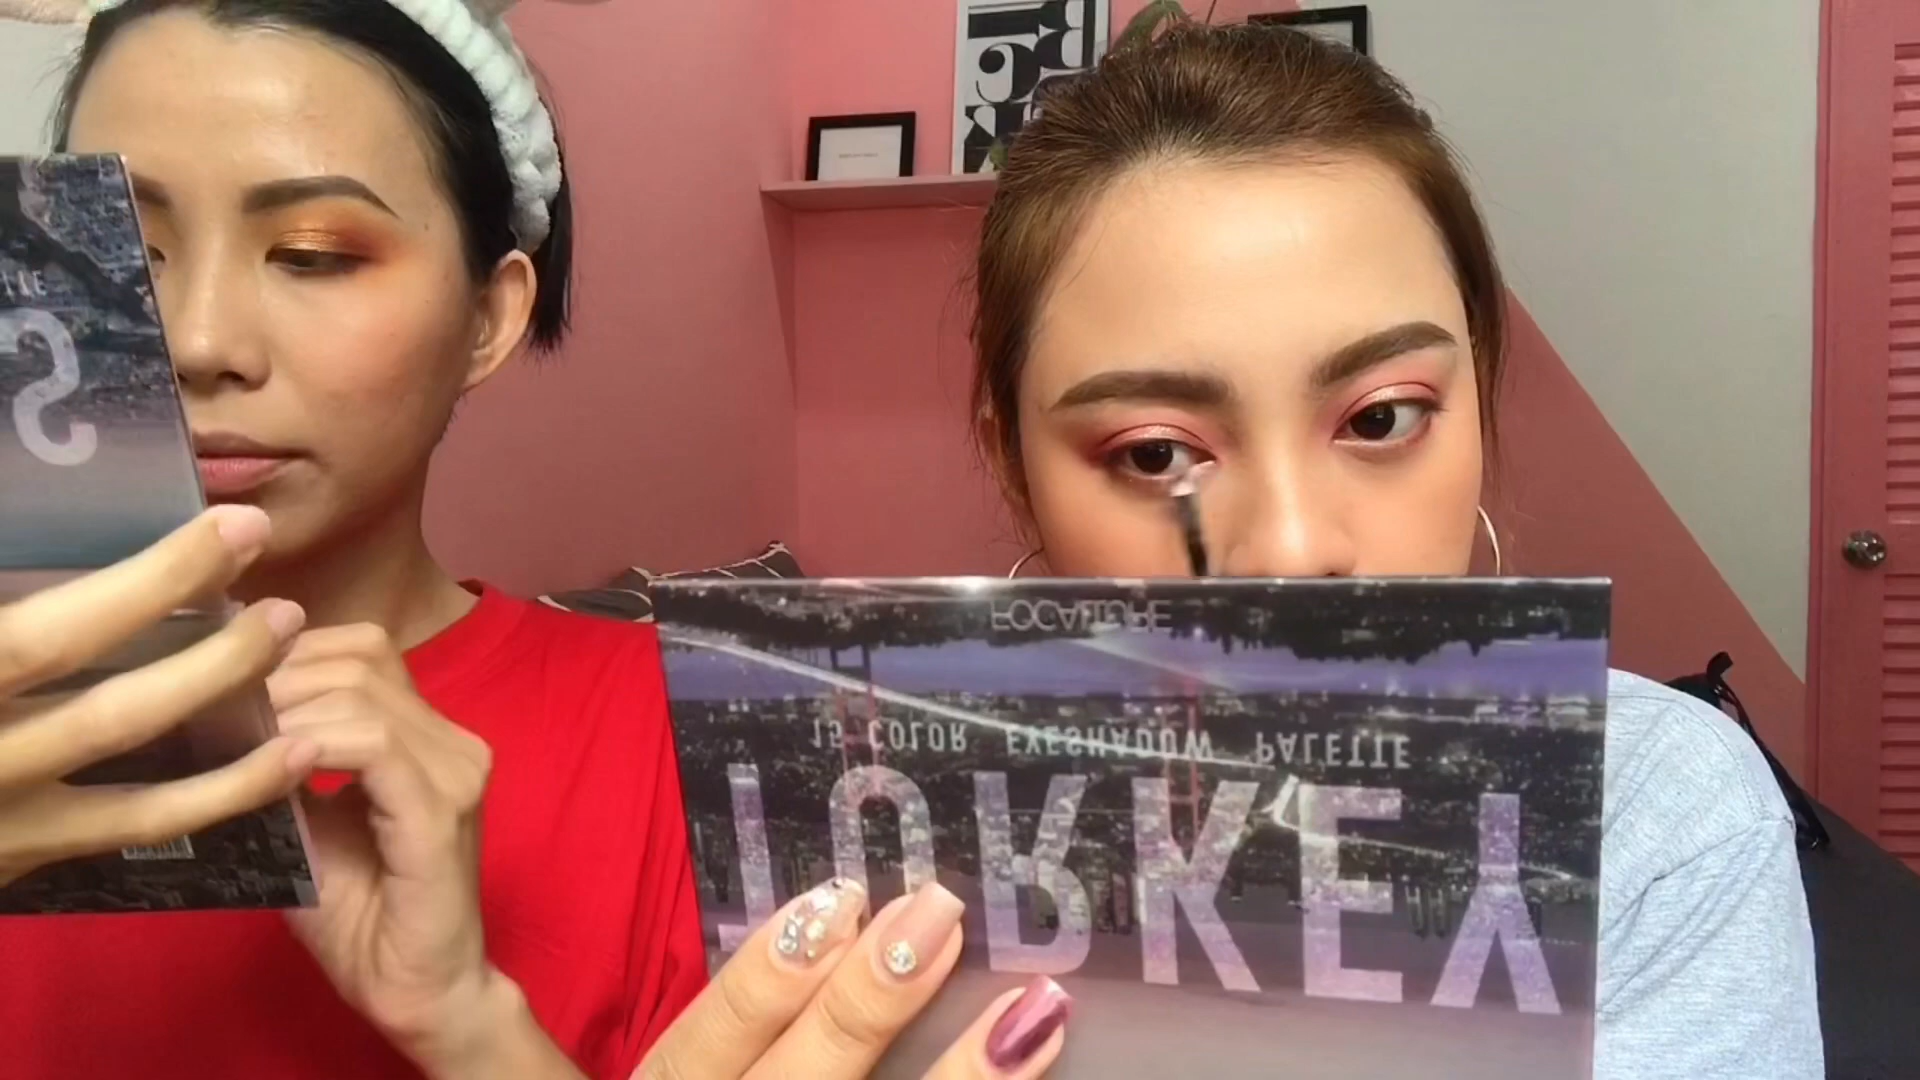 FOCALLURE
15 COLOR EYESHADOW PALETTE
TURKEY
S